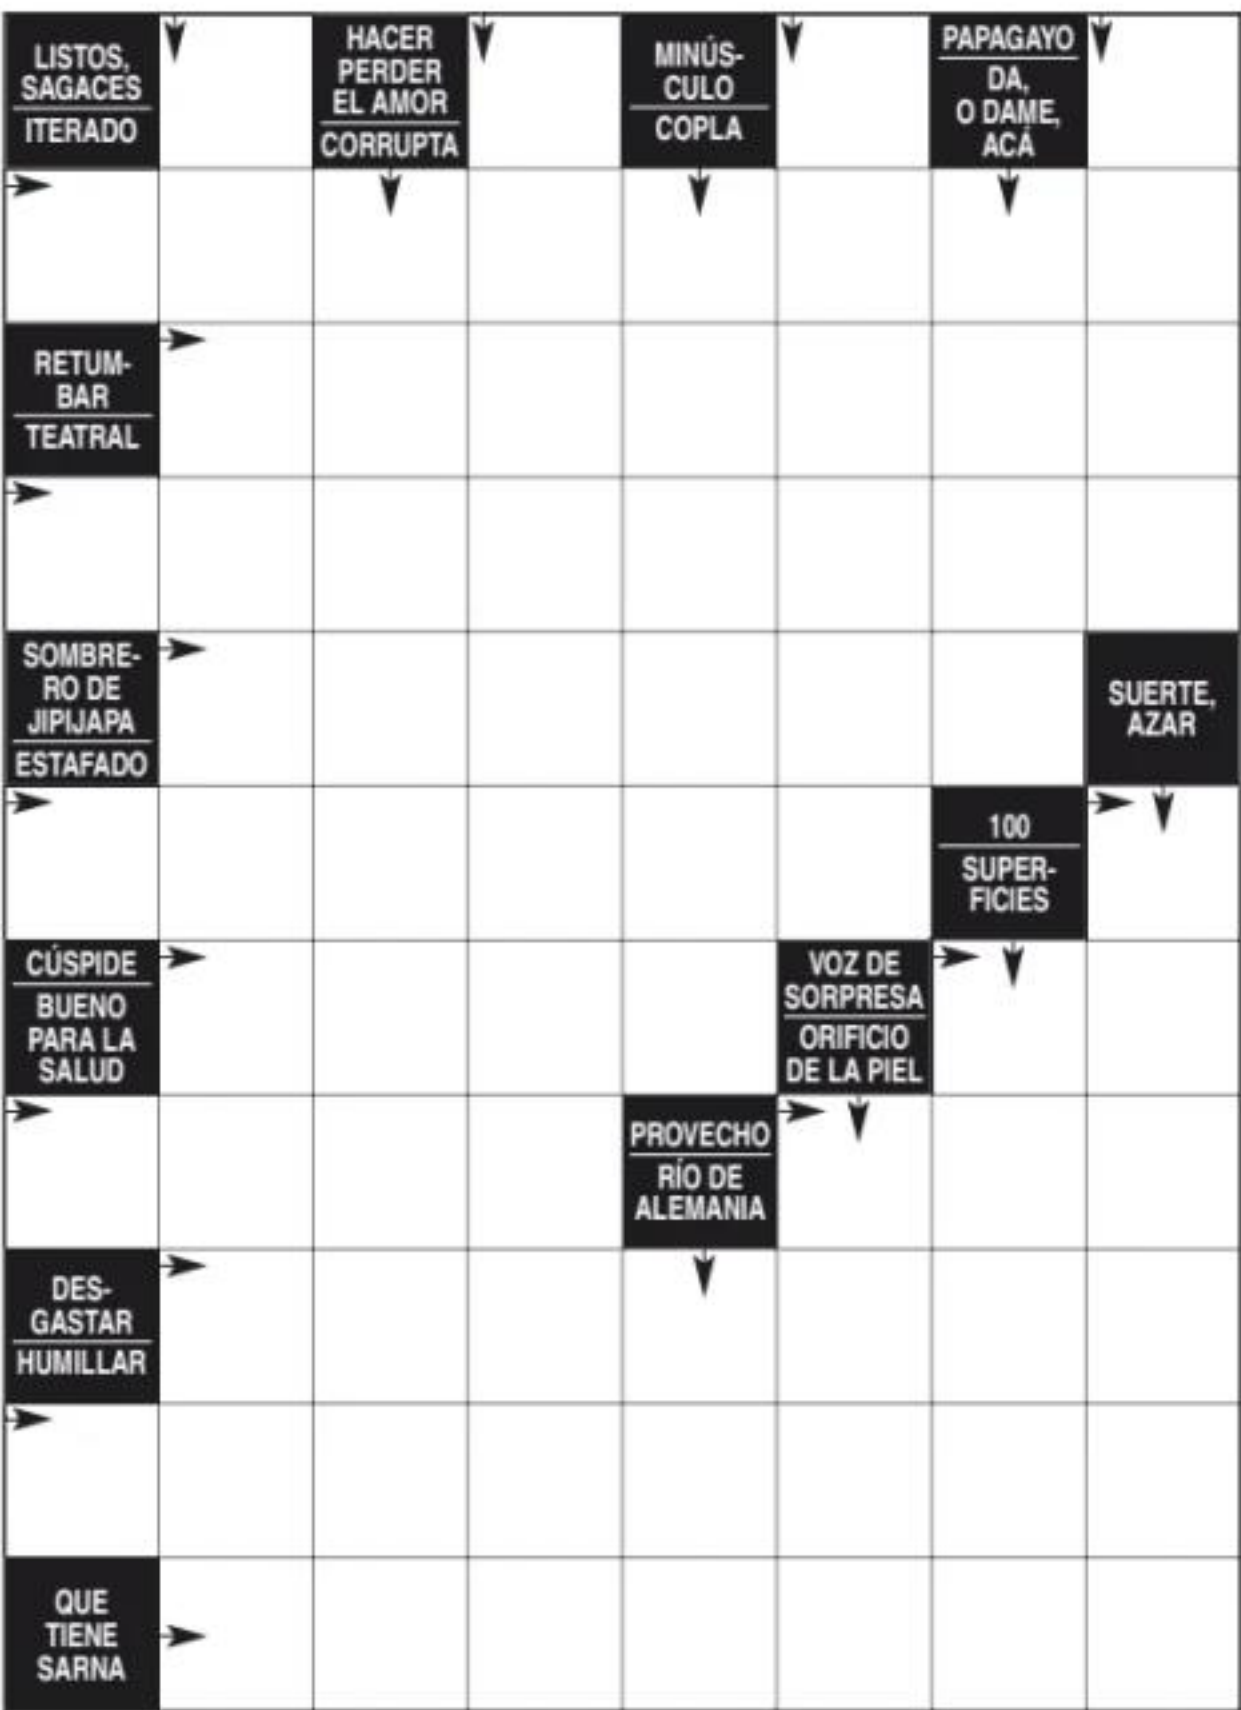 LISTOS,
SAGACES
ITERADO
HACER
PERDER
EL AMOR
CORRUPTA
MINÚS-
CULO
COPLA
PAPAGAYO
DA,
O DAME,
ACÁ
RETUM-
BAR
TEATRAL
SOMBRE-
RO DE
JIPIJAPA
ESTAFADO
SUERTE,
AZAR
100
SUPER-
FICIES
CÚSPIDE
BUENO
PARA LA
SALUD
VOZ DE
SORPRESA
ORIFICIO
DE LA PIEL
PROVECHO
RÍO DE
ALEMANIA
DES-
GASTAR
HUMILLAR
QUE
TIENE
SARNA